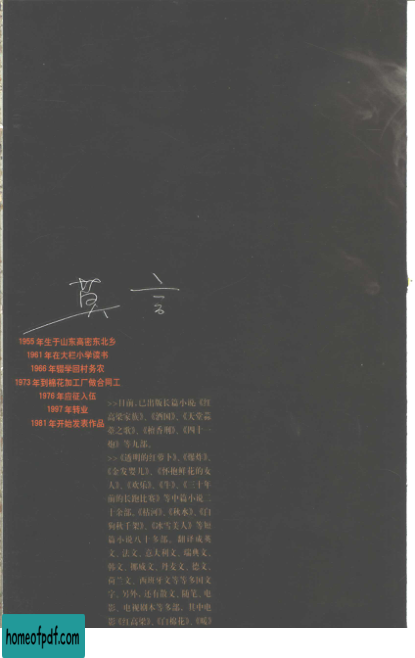 莫言
1955 年生于山东高密东北乡
1961 年在大栏小学读书
1966 年辍学回村务农
1973 年到棉花加工厂做合同工
1976 年应征入伍
1997 年转业
1981 年开始发表作品
>>目前,已出版长篇小说《红
高粱家族》、《酒国》、《天堂蒜
薹之歌》、《檀香刑》、《四十一
炮》等九部。
>>《透明的红萝卜》、《爆炸》、
《金发婴儿》、《怀抱鲜花的女
人》、《欢乐》、《牛》、《三十年
前的长跑比赛》等中篇小说二
十余部,《枯河》、《秋水》、《白
狗秋千架》、《冰雪美人》等短
篇小说八十多部。翻译成英
文、法文、意大利文、瑞典文、
韩文、挪威文、丹麦文、德文、
荷兰文、西班牙文等等多国文
字。另外,还有散文、随笔、电
影、电视剧本等多部。其中电
影《红高粱》、《白棉花》、《暖》
homeofpdf.com